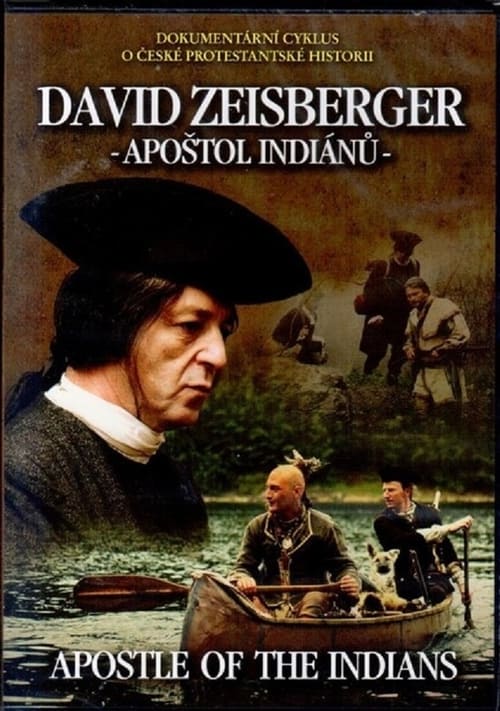 DOKUMENTÁRNÍ CYKLUS
O ČESKÉ PROTESTANTSKÉ HISTORII
DAVID ZEISBERGER
- APOŠTOL INDIÁNŮ -
APOSTLE OF THE INDIANS